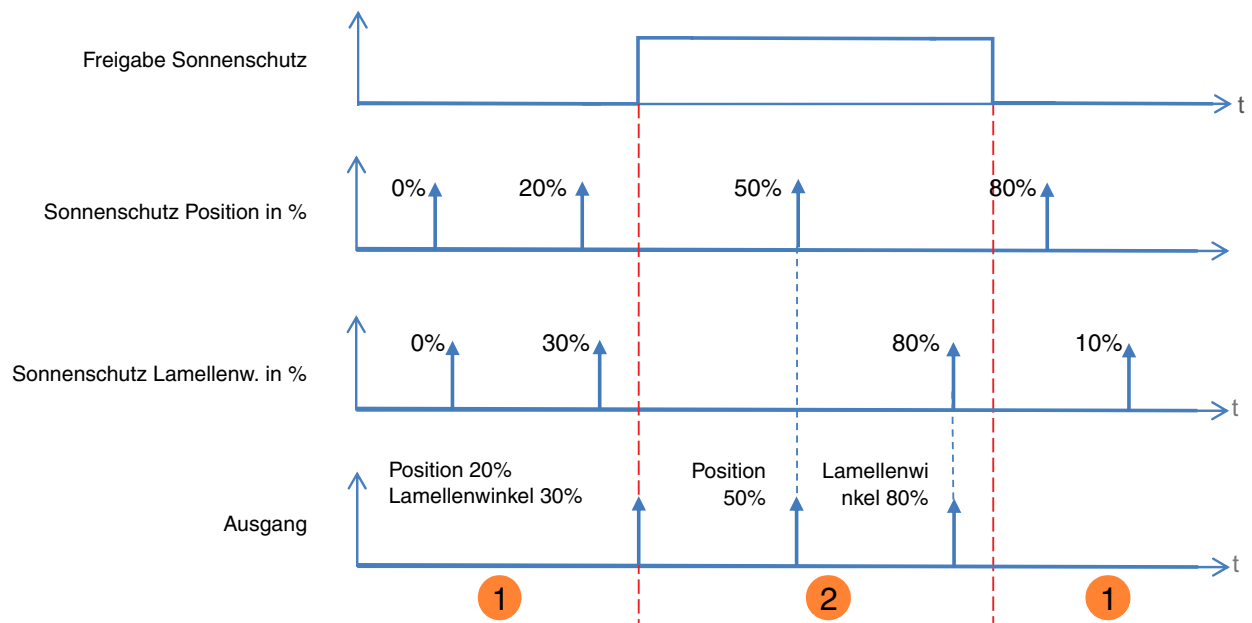 Freigabe Sonnenschutz
t
0%
20%
50%
80%
Sonnenschutz Position in %
0%
30%
80%
10%
Sonnenschutz Lamellenw. in %
t
Position 20%
Lamellenwinkel 30%
Position
50%
Lamellenwi
nkel 80%
Ausgang
t
1
2
1